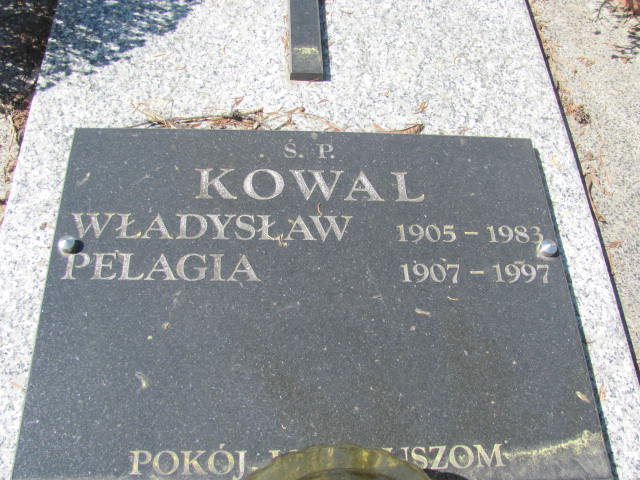 Ś. P.
KOWAL
WŁADYSŁAW 1905 – 1983
PELAGIA 1907 – 1997
POKÓJ